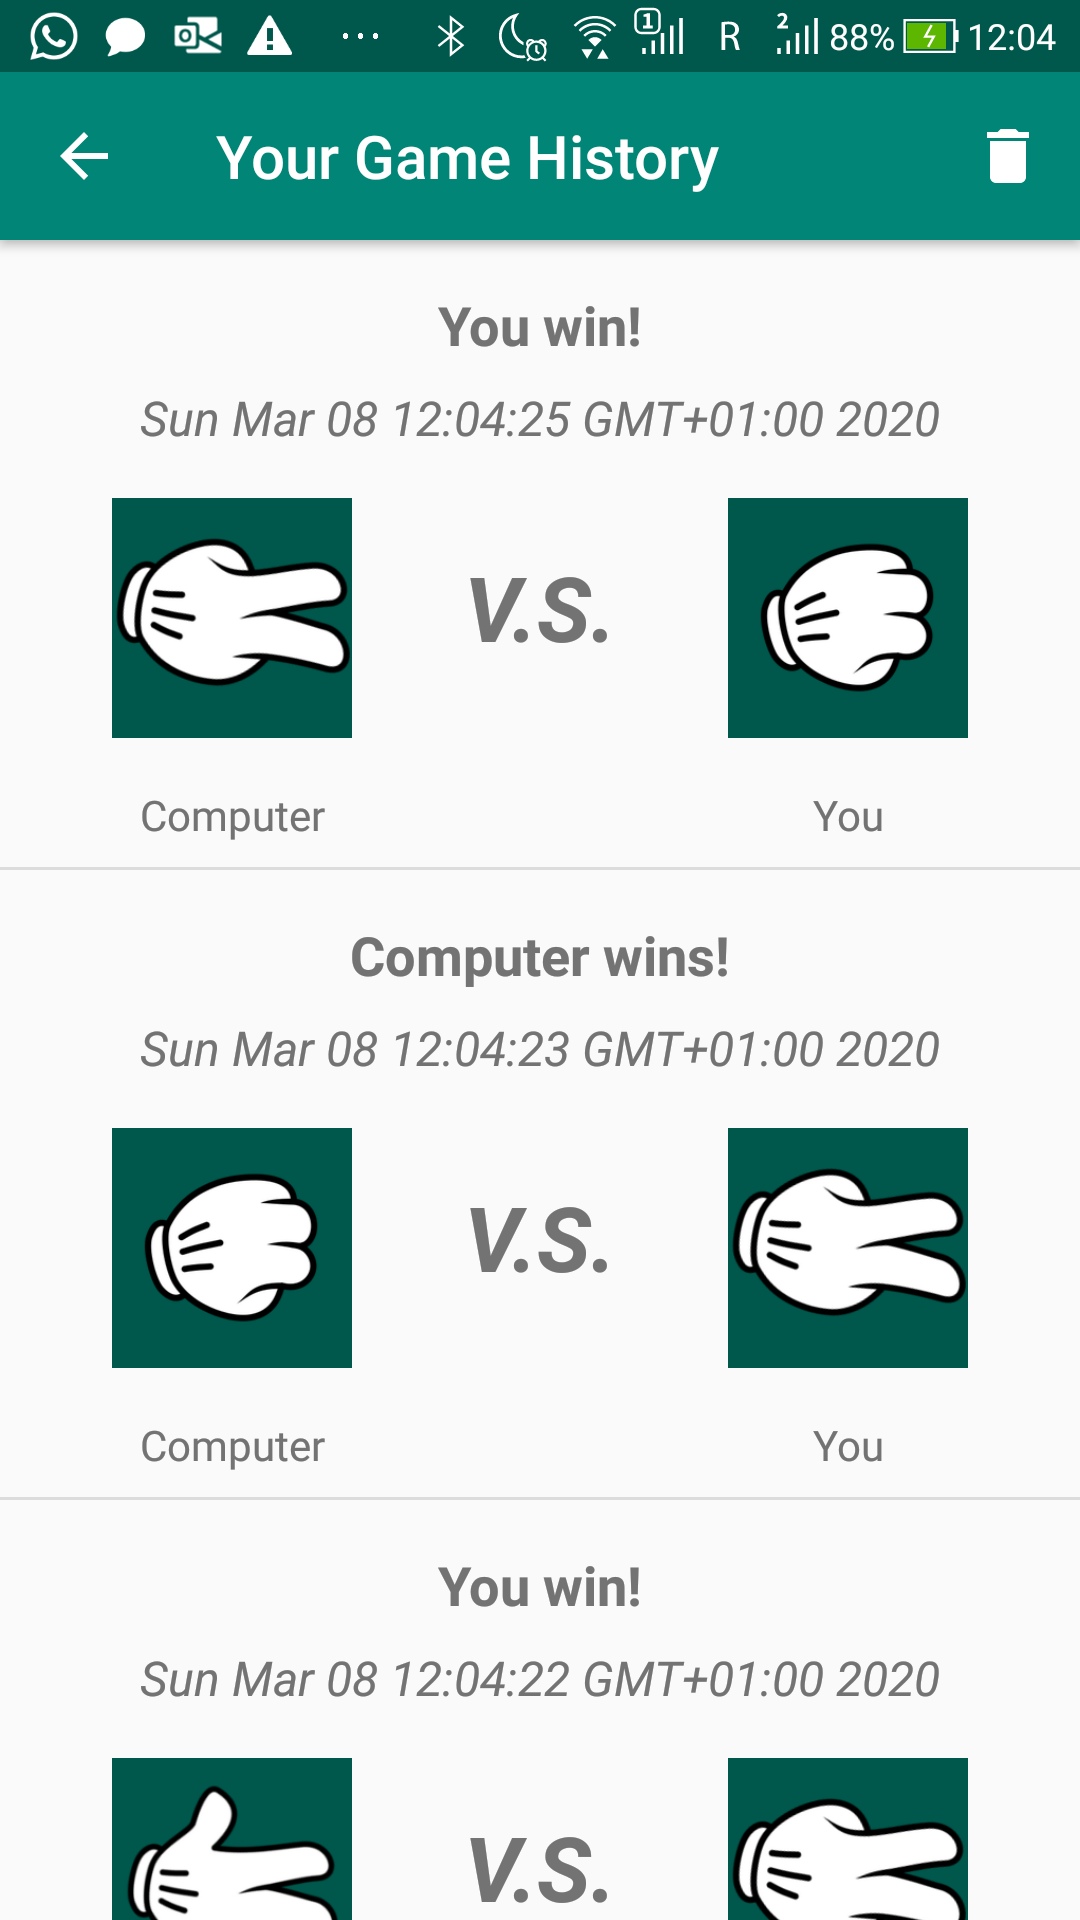 1 R 2 88% 12:04
Your Game History
You win!
Sun Mar 08 12:04:25 GMT+01:00 2020
V.S.
Computer You
Computer wins!
Sun Mar 08 12:04:23 GMT+01:00 2020
V.S.
Computer You
You win!
Sun Mar 08 12:04:22 GMT+01:00 2020
V.S.